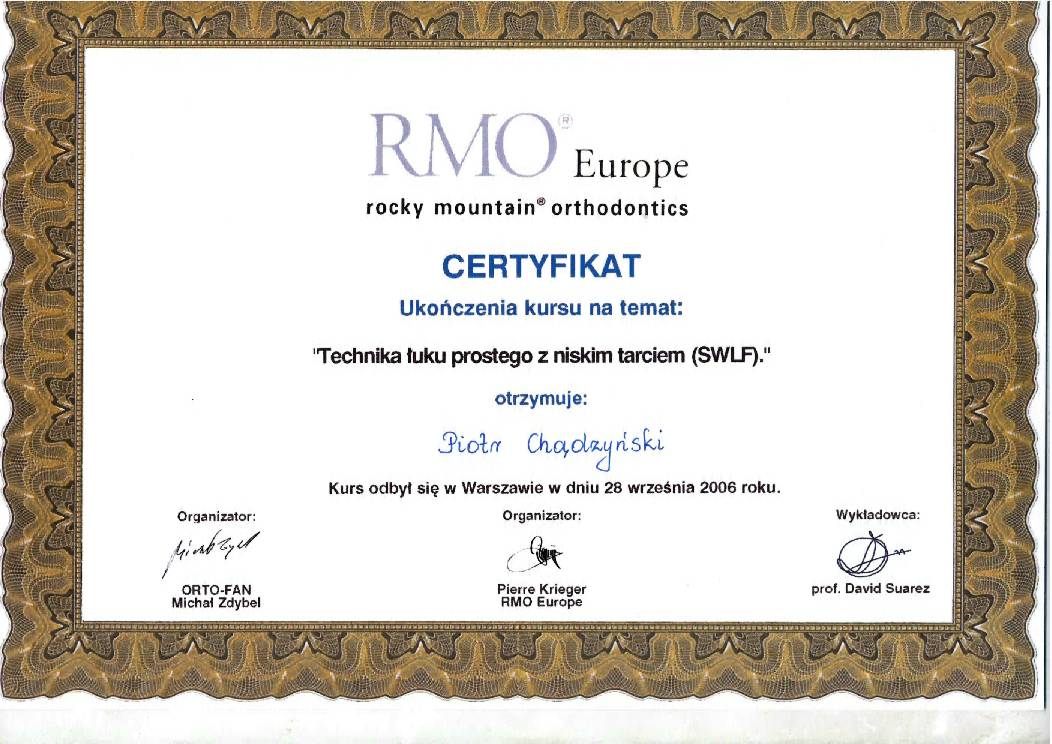 RMO® Europe
rocky mountain® orthodontics
CERTYFIKAT
Ukończenia kursu na temat:
"Technika łuku prostego z niskim tarciem (SWLF)."
otrzymuje:
Piotr Chądzyński
Kurs odbył się w Warszawie w dniu 28 września 2006 roku.
Organizator:
ORTO-FAN
Michał Zdybel
Organizator:
Pierre Krieger
RMO Europe
Wykładowca:
prof. David Suarez